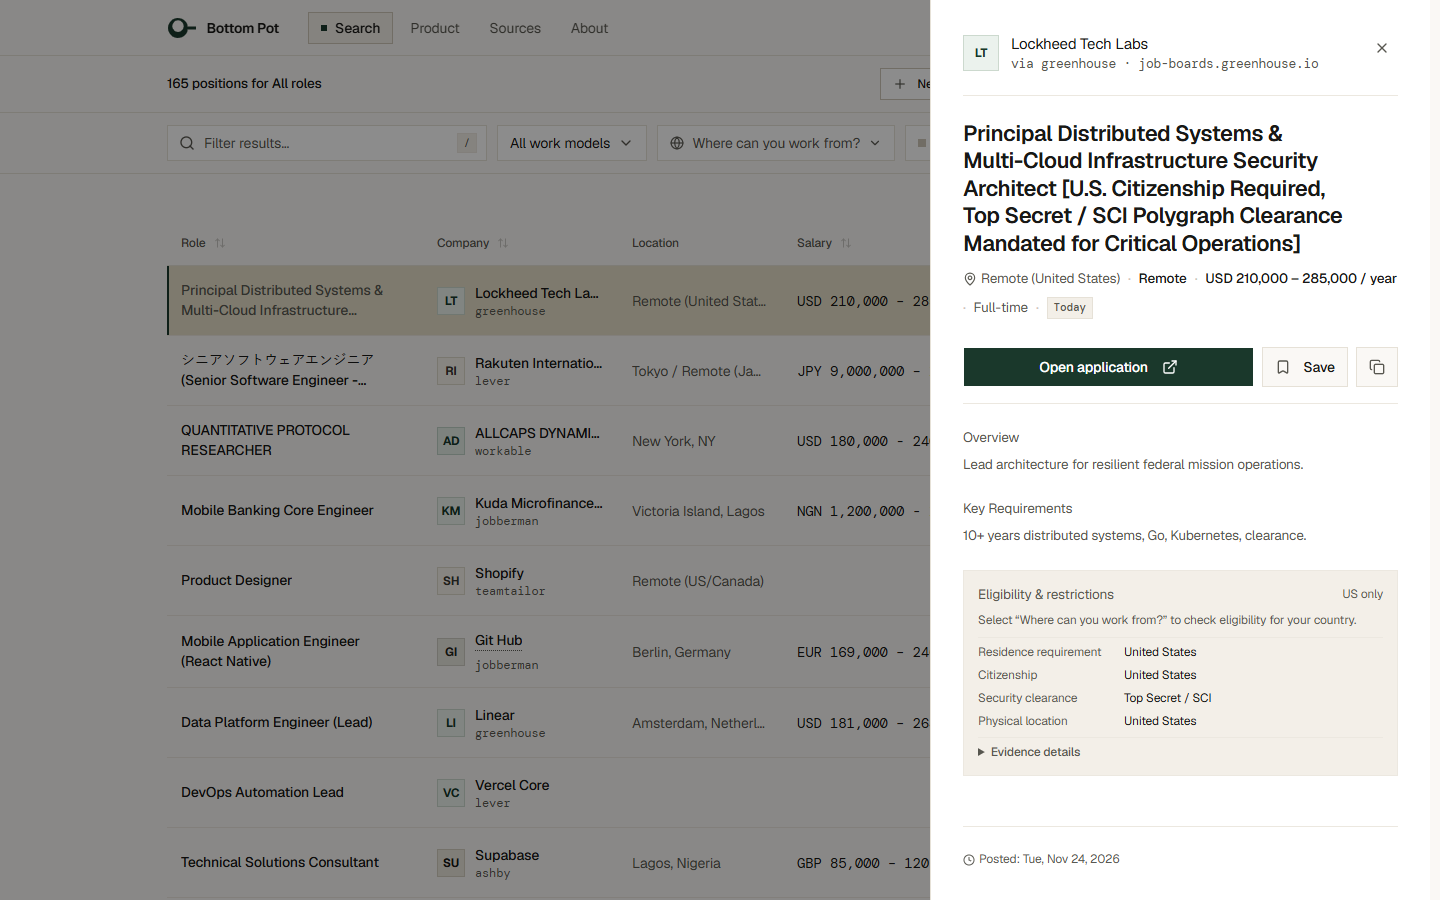 Bottom Pot
Search
Product
Sources
About
165 positions for All roles
Filter results...
/
All work models
Where can you work from?
Role
Company
Location
Salary
Principal Distributed Systems &
Multi-Cloud Infrastructure...
LT
Lockheed Tech La...
greenhouse
Remote (United Stat...
USD 210,000 – 28
シニアソフトウェアエンジニア
(Senior Software Engineer -...
RI
Rakuten Internatio...
lever
Tokyo / Remote (Ja...
JPY 9,000,000 –
QUANTITATIVE PROTOCOL
RESEARCHER
AD
ALLCAPS DYNAMI...
workable
New York, NY
USD 180,000 – 24
Mobile Banking Core Engineer
KM
Kuda Microfinance...
jobberman
Victoria Island, Lagos
NGN 1,200,000 –
Product Designer
SH
Shopify
teamtailor
Remote (US/Canada)
Mobile Application Engineer
(React Native)
GI
Git Hub
jobberman
Berlin, Germany
EUR 169,000 – 24
Data Platform Engineer (Lead)
LI
Linear
greenhouse
Amsterdam, Netherl...
USD 181,000 – 26
DevOps Automation Lead
VC
Vercel Core
lever
Technical Solutions Consultant
SU
Supabase
ashby
Lagos, Nigeria
GBP 85,000 – 120
LT
Lockheed Tech Labs
via greenhouse · job-boards.greenhouse.io
Principal Distributed Systems &
Multi-Cloud Infrastructure Security
Architect [U.S. Citizenship Required,
Top Secret / SCI Polygraph Clearance
Mandated for Critical Operations]
Remote (United States) · Remote · USD 210,000 – 285,000 / year
· Full-time · Today
Open application
Save
Overview
Lead architecture for resilient federal mission operations.
Key Requirements
10+ years distributed systems, Go, Kubernetes, clearance.
Eligibility & restrictions
US only
Select “Where can you work from?” to check eligibility for your country.
Residence requirement United States
Citizenship United States
Security clearance Top Secret / SCI
Physical location United States
Evidence details
Posted: Tue, Nov 24, 2026